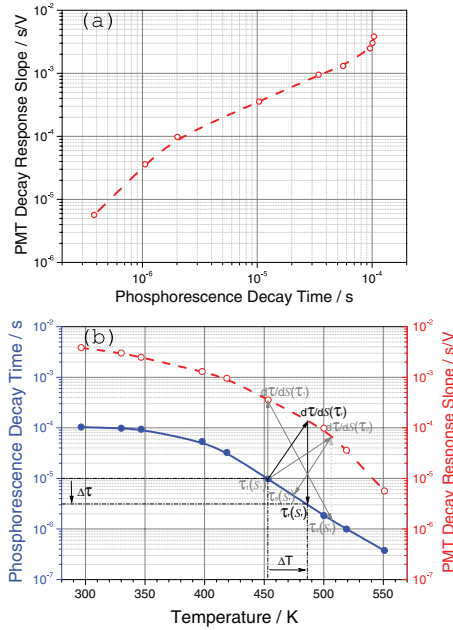 (a)
PMT Decay Response Slope / s/V
10⁻²
10⁻³
10⁻⁴
10⁻⁵
10⁻⁶
10⁻⁶
10⁻⁵
10⁻⁴
Phosphorescence Decay Time / s
(b)
Phosphorescence Decay Time / s
PMT Decay Response Slope / s/V
10⁻²
10⁻³
10⁻⁴
10⁻⁵
10⁻⁶
10⁻⁷
10⁻²
10⁻³
10⁻⁴
10⁻⁵
10⁻⁶
10⁻⁷
Δτ
ΔT
300
350
400
450
500
550
Temperature / K